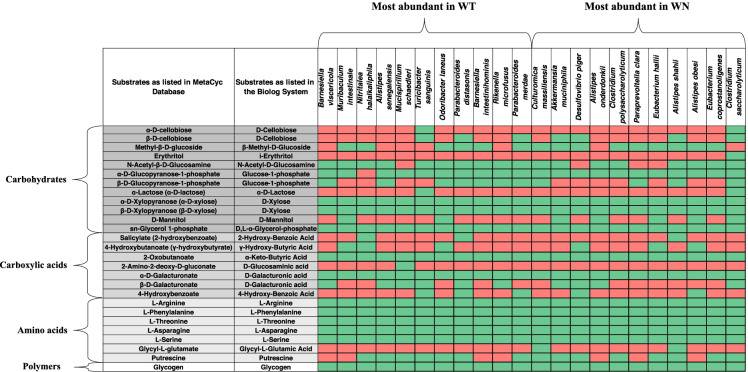 Most abundant in WT
Most abundant in WN
Substrates as listed in MetaCyc Database
Substrates as listed in the Biolog System
Barnesiella viscericola
Muribaculum intestinale
Nitrilatea halalkaliphila
Alistipes senegalensis
Mucispirillum schaedleri
Turicibacter sanguinis
Odoribacter laneus
Parabacteroides distasonis
Barnesiella intestinihominis
Rikenella microfusus
Parabacteroides merdae
Culturomica massiliensis
Akkermansia muciniphila
Desulfovibrio piger
Alistipes onderdonkii
Clostridium polysaccharolyticum
Paraprevotella clara
Eubacterium hallii
Alistipes shahii
Alistipes obesi
Eubacterium coprostanoligenes
Clostridium saccharolyticum
Carbohydrates
α-D-cellobiose D-Cellobiose
β-D-cellobiose D-Cellobiose
Methyl-β-D-glucoside β-Methyl-D-Glucoside
Erythritol i-Erythritol
N-Acetyl-β-D-Glucosamine N-Acetyl-D-Glucosamine
α-D-Glucopyranose-1-phosphate Glucose-1-phosphate
β-D-Glucopyranose-1-phosphate Glucose-1-phosphate
α-Lactose (α-D-lactose) α-D-Lactose
α-D-Xylopyranose (α-D-xylose) D-Xylose
β-D-Xylopyranose (β-D-xylose) D-Xylose
D-Mannitol D-Mannitol
sn-Glycerol 1-phosphate D,L-α-Glycerol-phosphate
Carboxylic acids
Salicylate (2-hydroxybenzoate) 2-Hydroxy-Benzoic Acid
4-Hydroxybutanoate (γ-hydroxybutyrate) γ-Hydroxy-Butyric Acid
2-Oxobutanoate α-Keto-Butyric Acid
2-Amino-2-deoxy-D-gluconate D-Glucosaminic acid
α-D-Galacturonate D-Galacturonic acid
β-D-Galacturonate D-Galacturonic acid
4-Hydroxybenzoate 4-Hydroxy-Benzoic Acid
Amino acids
L-Arginine L-Arginine
L-Phenylalanine L-Phenylalanine
L-Threonine L-Threonine
L-Asparagine L-Asparagine
L-Serine L-Serine
Glycyl-L-glutamate Glycyl-L-Glutamic Acid
Putrescine Putrescine
Polymers
Glycogen Glycogen